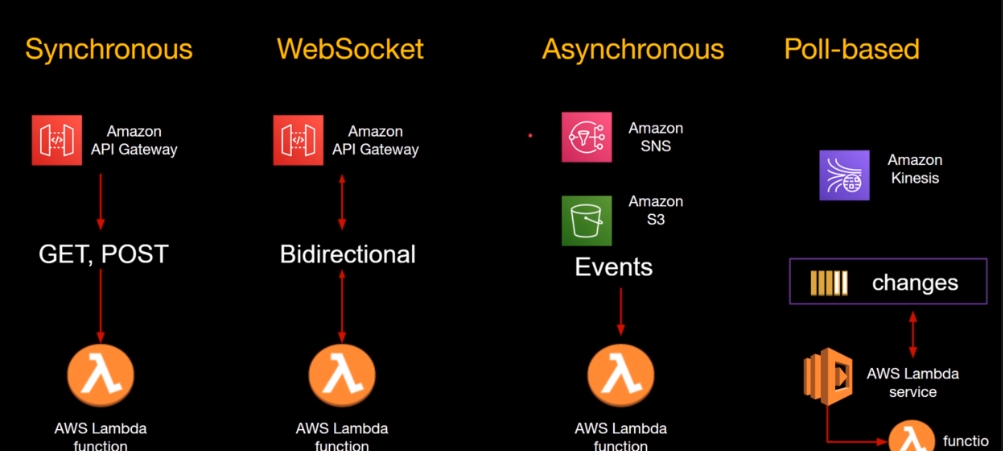 Synchronous
WebSocket
Asynchronous
Poll-based
Amazon
API Gateway
GET, POST
AWS Lambda
function
Amazon
API Gateway
Bidirectional
AWS Lambda
function
Amazon
SNS
Amazon
S3
Events
AWS Lambda
function
Amazon
Kinesis
changes
AWS Lambda
service
functio